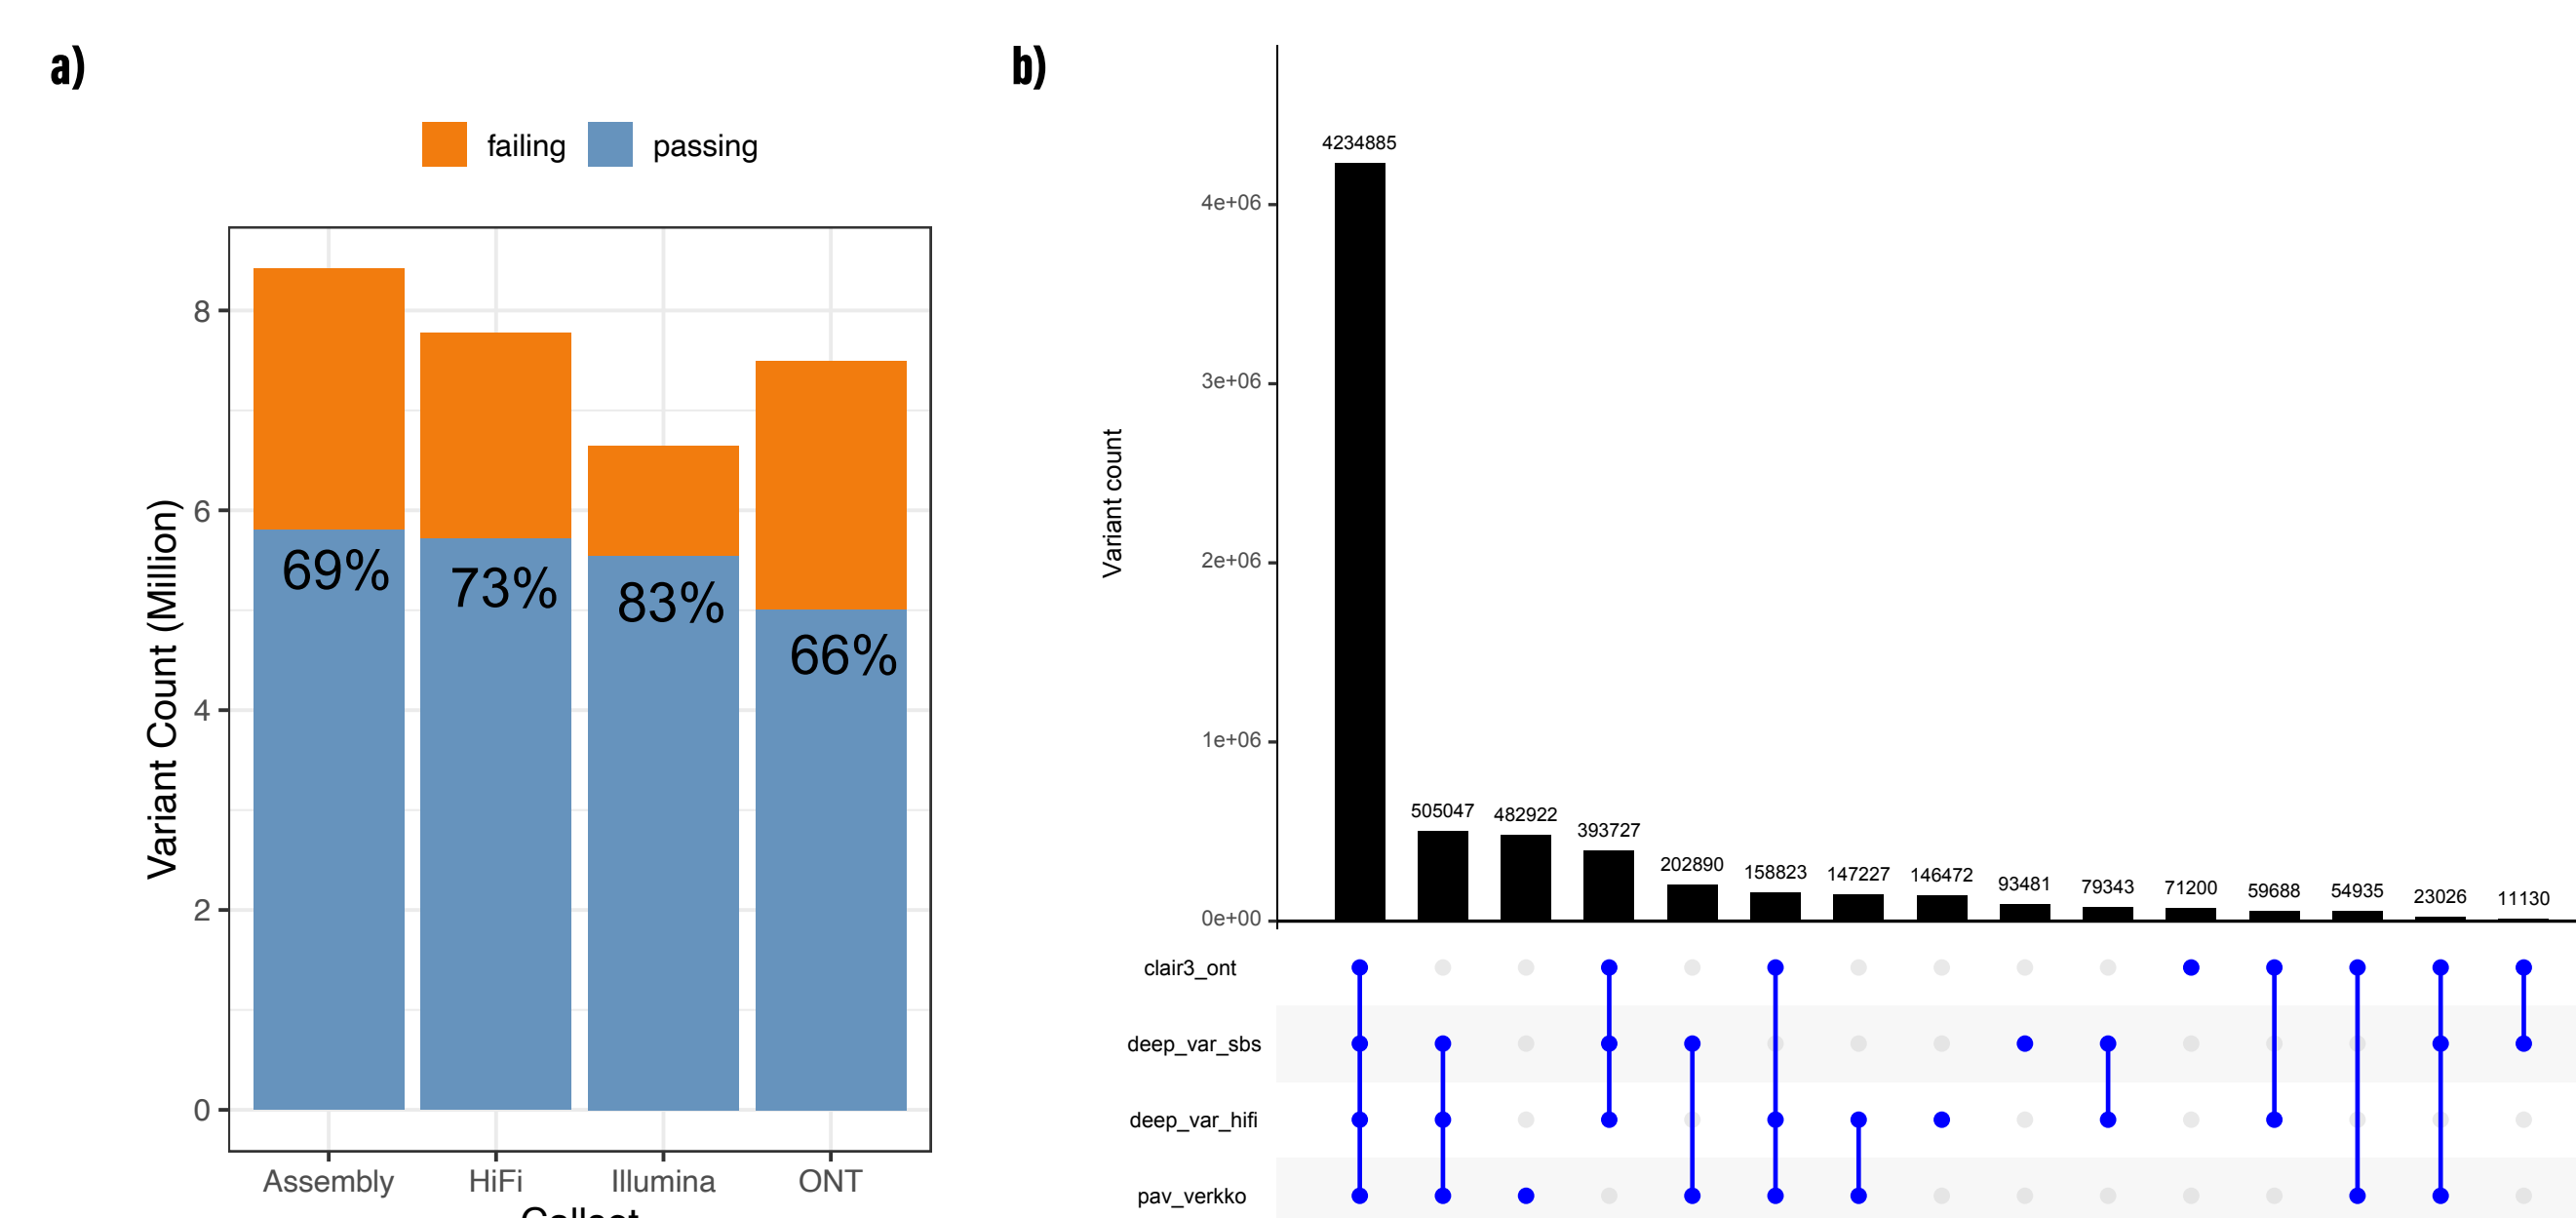 a)
failing passing
Variant Count (Million)
8
6
4
2
0
69%
73%
83%
66%
Assembly HiFi Illumina ONT
b)
Variant count
4e+06
3e+06
2e+06
1e+06
0e+00
4234885
505047
482922
393727
202890
158823
147227
146472
93481
79343
71200
59688
54935
23026
11130
clair3_ont
deep_var_sbs
deep_var_hifi
pav_verkko